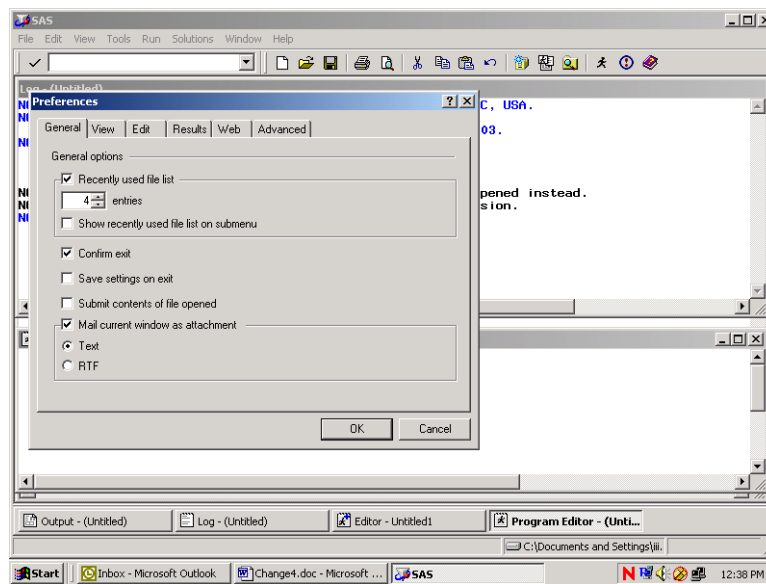 SAS
File Edit View Tools Run Solutions Window Help
Log - (Untitled)
C, USA.
03.
pened instead.
sion.
Preferences
General View Edit Results Web Advanced
General options
Recently used file list
4 entries
Show recently used file list on submenu
Confirm exit
Save settings on exit
Submit contents of file opened
Mail current window as attachment
Text
RTF
OK Cancel
Output - (Untitled) Log - (Untitled) Editor - Untitled1 Program Editor - (Unti...
C:\Documents and Settings\iii.
Start Inbox - Microsoft Outlook Change4.doc - Microsoft ... SAS 12:38 PM